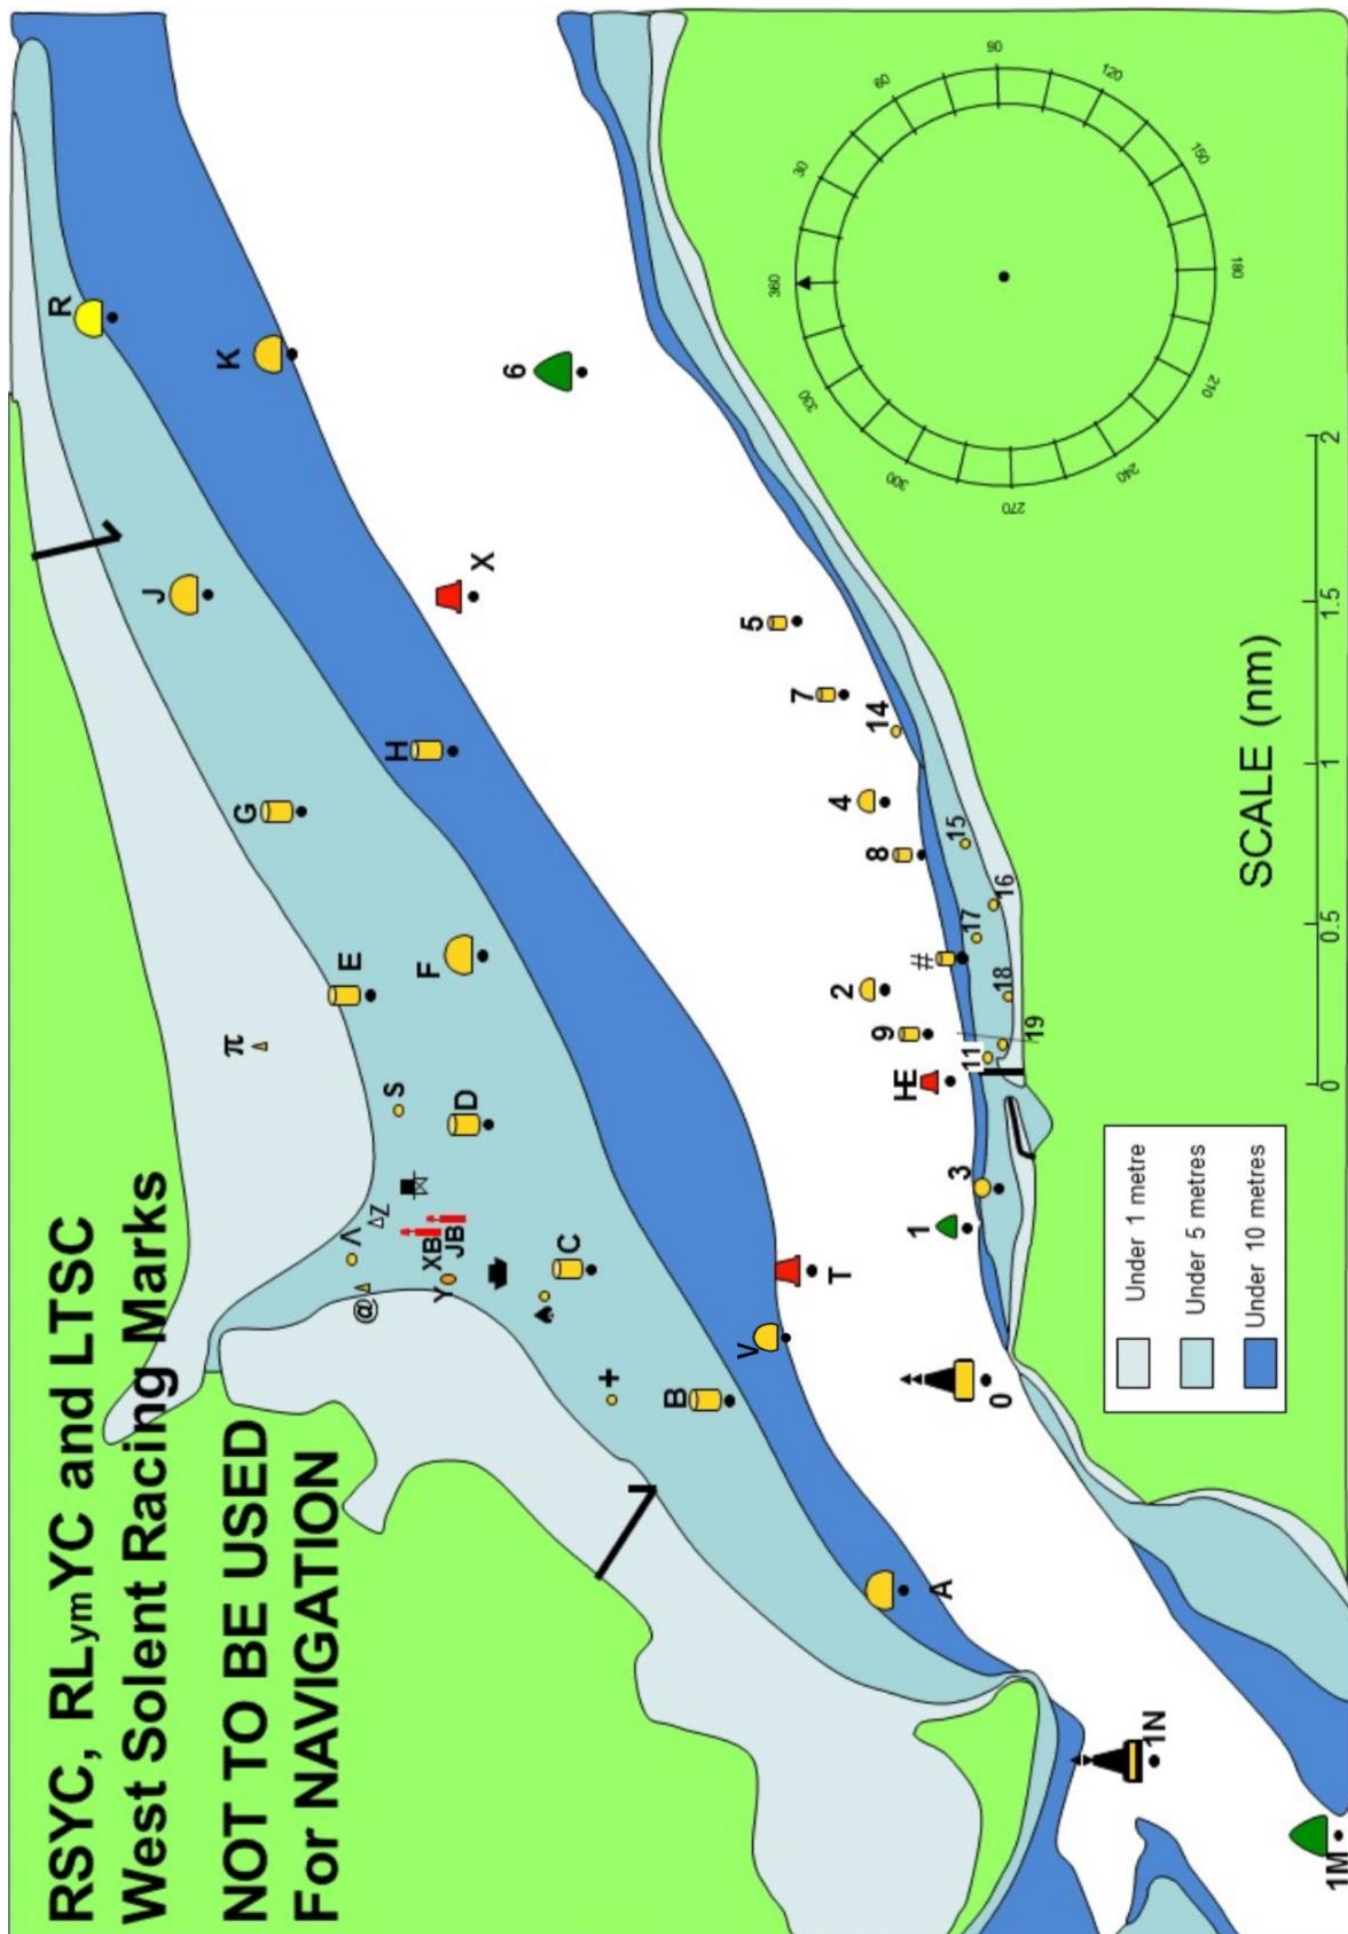 RSYC, RLymYC and LTSC
West Solent Racing Marks
NOT TO BE USED
For NAVIGATION
R
K
6
J
X
G
H
5
7
14
4
8
15
16
17
#
18
2
9
11
19
HE
E
F
π
S
D
Z
Λ
@
XB
JB
Y
C
♠
+
B
V
T
3
1
0
A
1N
1M
360
30
60
90
120
150
180
210
240
270
300
330
SCALE (nm)
0
0.5
1
1.5
2
Under 1 metre
Under 5 metres
Under 10 metres